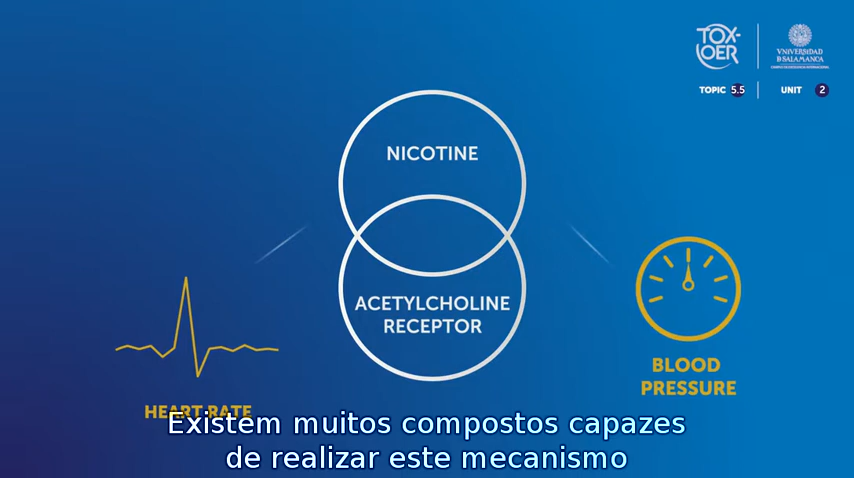 TOX-
OER
VNIVERSIDAD
D SALAMANCA
TOPIC 5.5 UNIT 2
NICOTINE
ACETYLCHOLINE
RECEPTOR
BLOOD
PRESSURE
HEART RATE
Existem muitos compostos capazes
de realizar este mecanismo